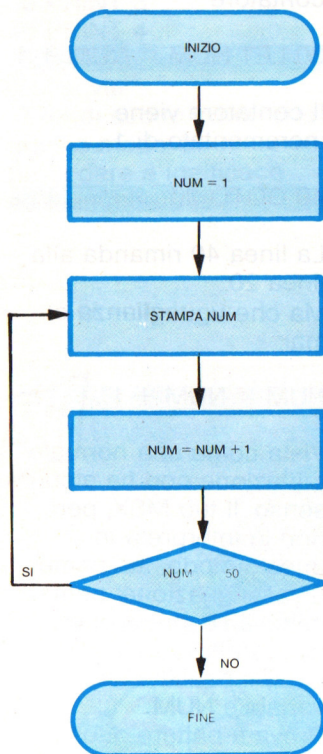 INIZIO
NUM = 1
STAMPA NUM
NUM = NUM + 1
NUM 50
SI
NO
FINE